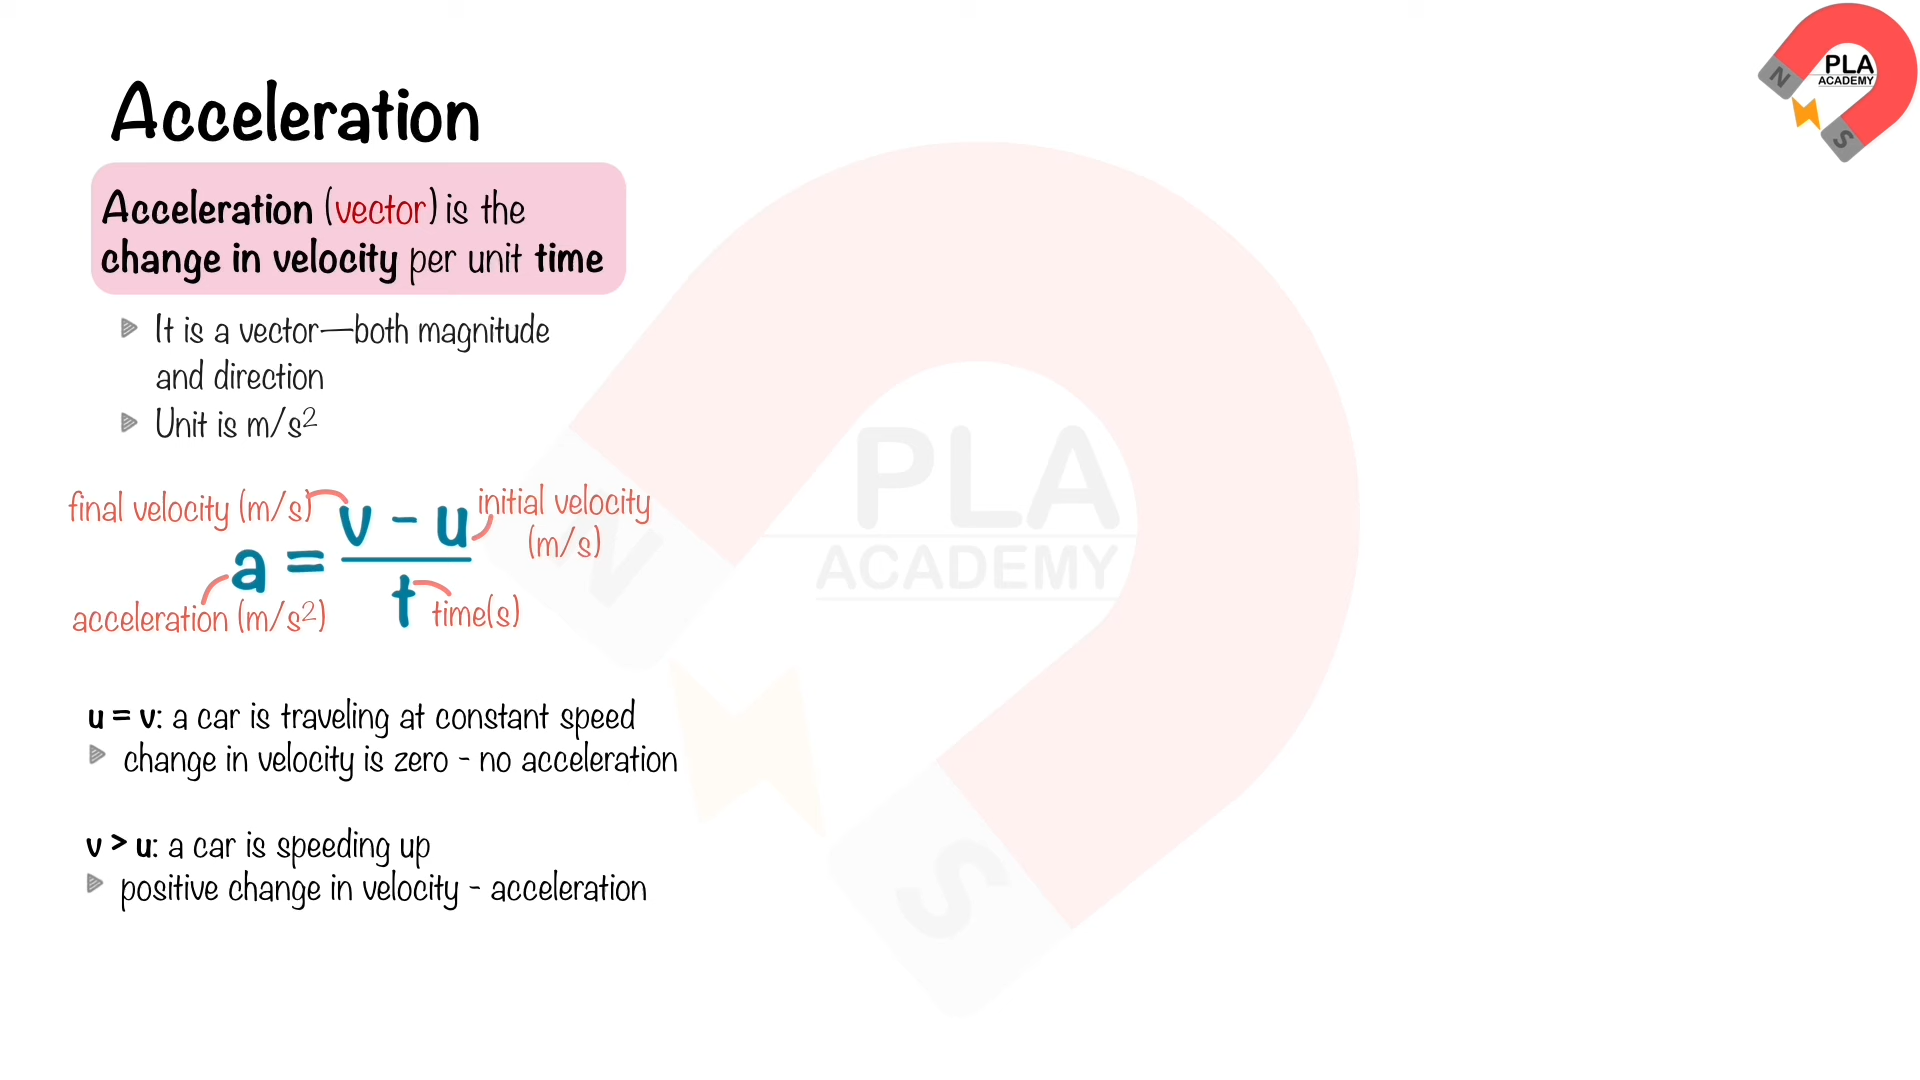 Acceleration
Acceleration (vector) is the
change in velocity per unit time
It is a vector—both magnitude
and direction
Unit is m/s²
final velocity (m/s)
v - u
initial velocity
(m/s)
a =
t
acceleration (m/s²)
time(s)
u = v: a car is traveling at constant speed
change in velocity is zero - no acceleration
v > u: a car is speeding up
positive change in velocity - acceleration
PLA
ACADEMY
N
S
PLA
ACADEMY
N
S